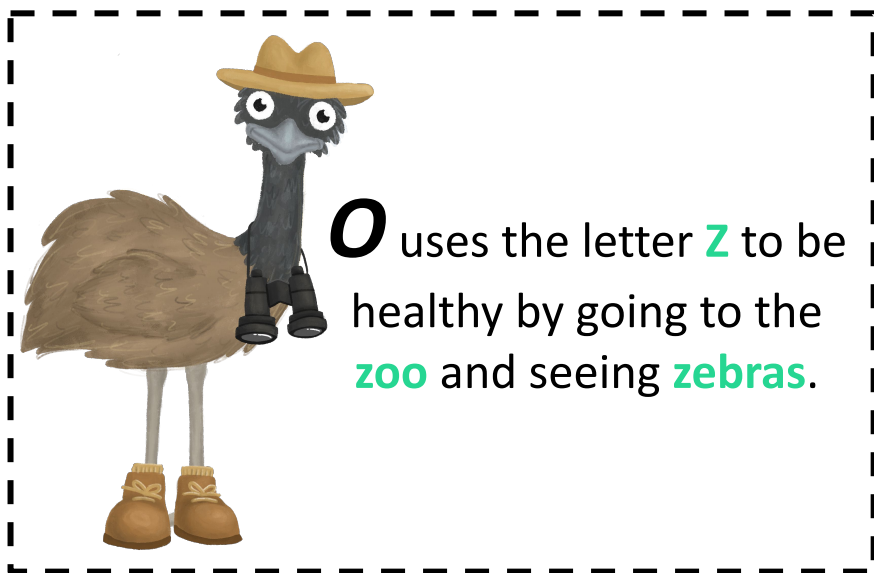 O uses the letter z to be
healthy by going to the
zoo and seeing zebras.